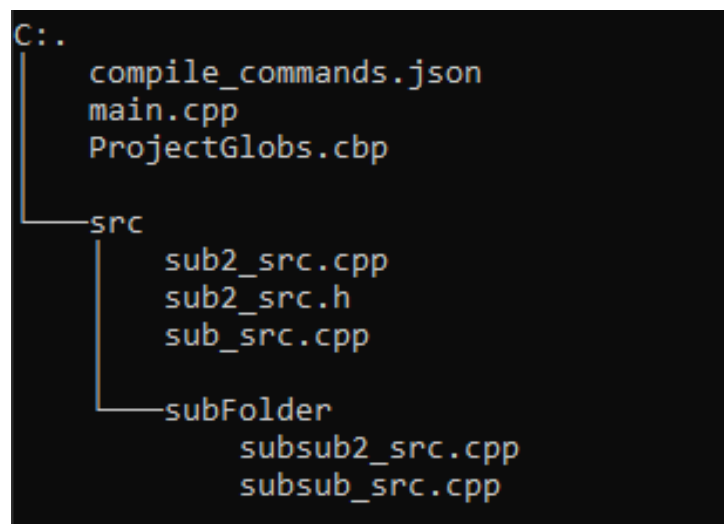 C:.
compile_commands.json
main.cpp
ProjectGlobs.cbp
src
sub2_src.cpp
sub2_src.h
sub_src.cpp
subFolder
subsub2_src.cpp
subsub_src.cpp